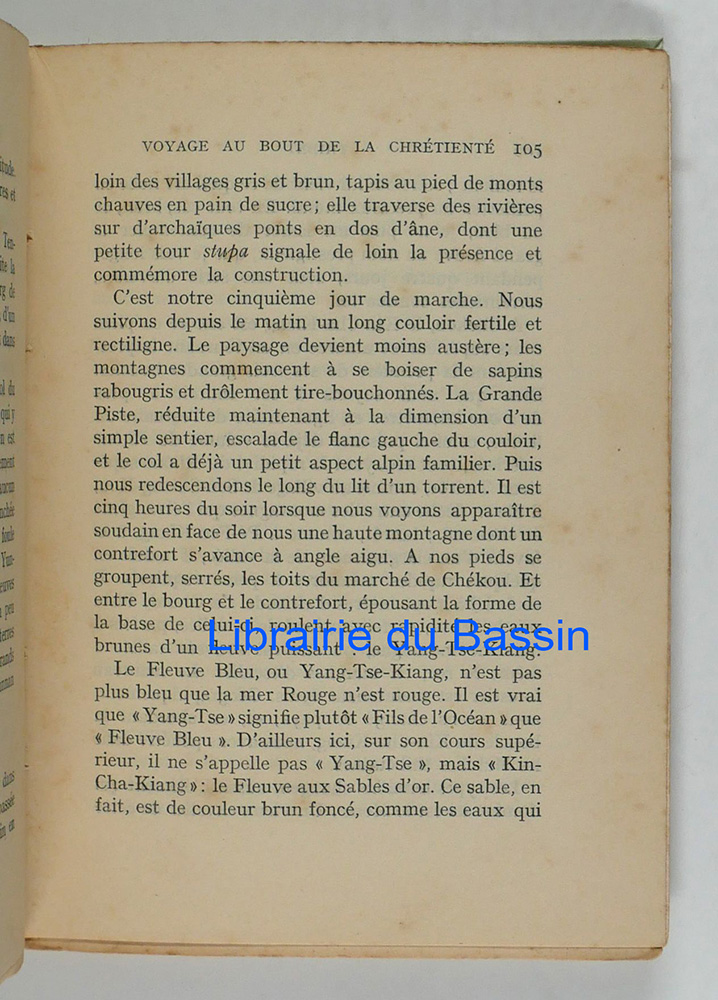 VOYAGE AU BOUT DE LA CHRÉTIENTÉ 105
loin des villages gris et brun, tapis au pied de monts
chauves en pain de sucre; elle traverse des rivières
sur d'archaïques ponts en dos d'âne, dont une
petite tour stupa signale de loin la présence et
commémore la construction.
C'est notre cinquième jour de marche. Nous
suivons depuis le matin un long couloir fertile et
rectiligne. Le paysage devient moins austère; les
montagnes commencent à se boiser de sapins
rabougris et drôlement tire-bouchonnés. La Grande
Piste, réduite maintenant à la dimension d'un
simple sentier, escalade le flanc gauche du couloir,
et le col a déjà un petit aspect alpin familier. Puis
nous redescendons le long du lit d'un torrent. Il est
cinq heures du soir lorsque nous voyons apparaître
soudain en face de nous une haute montagne dont un
contrefort s'avance à angle aigu. A nos pieds se
groupent, serrés, les toits du marché de Chékou. Et
entre le bourg et le contrefort, épousant la forme de
la base de celui-ci, roulent avec rapidité les eaux
brunes d'un fleuve puissant : le Yang-Tse-Kiang.
Librairie du Bassin
Le Fleuve Bleu, ou Yang-Tse-Kiang, n'est pas
plus bleu que la mer Rouge n'est rouge. Il est vrai
que « Yang-Tse » signifie plutôt « Fils de l'Océan » que
« Fleuve Bleu ». D'ailleurs ici, sur son cours supé-
rieur, il ne s'appelle pas « Yang-Tse », mais « Kin-
Cha-Kiang » : le Fleuve aux Sables d'or. Ce sable, en
fait, est de couleur brun foncé, comme les eaux qui